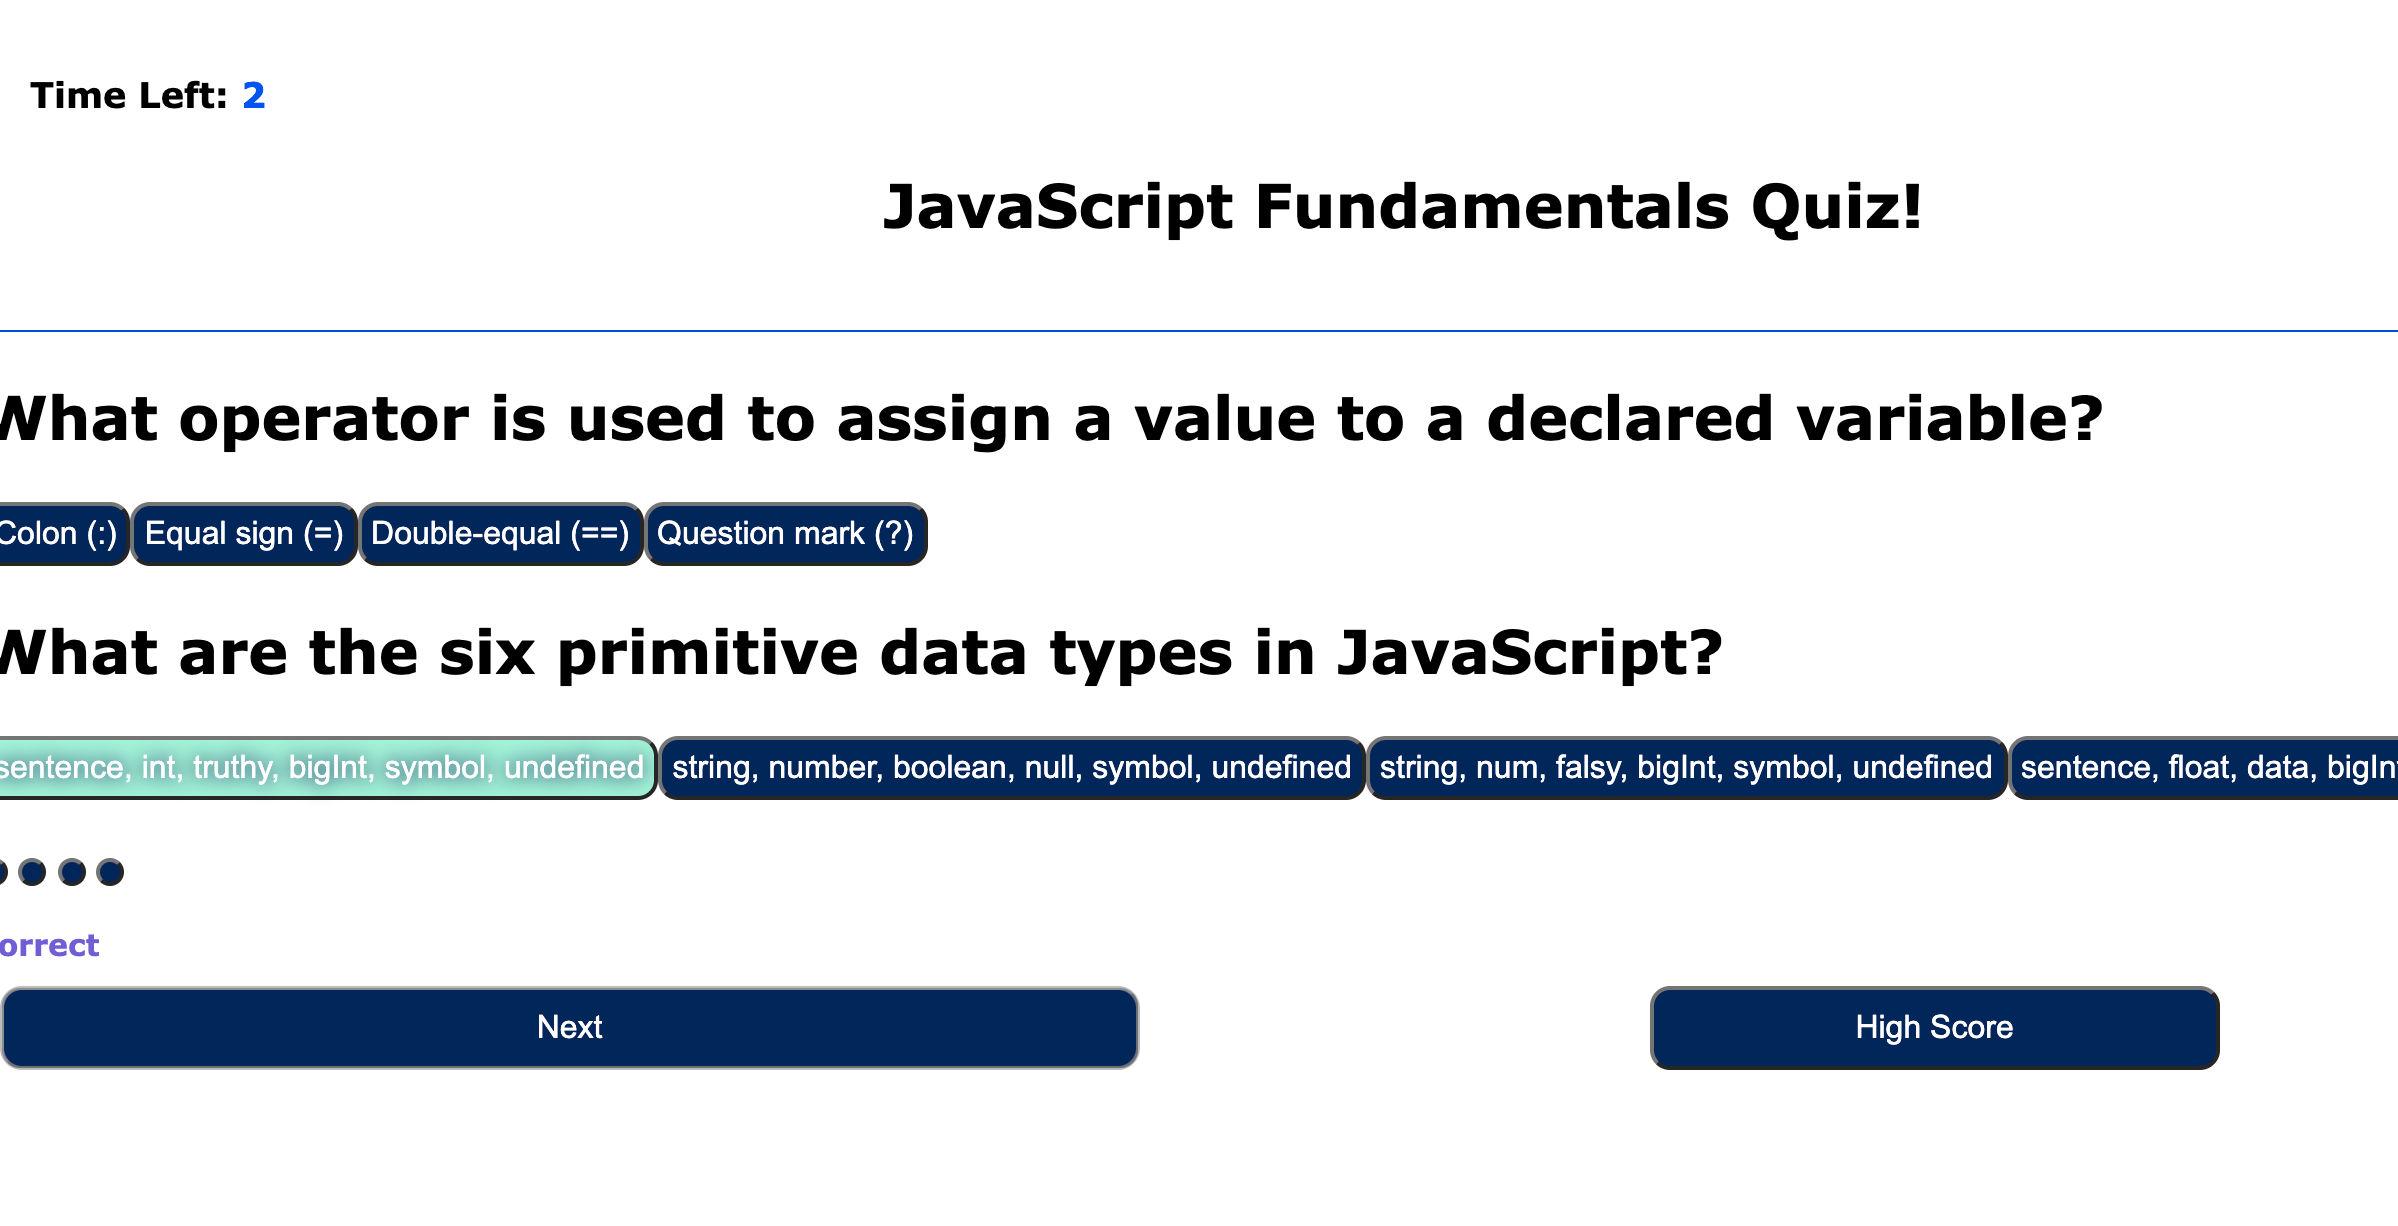 Time Left: 2
JavaScript Fundamentals Quiz!
What operator is used to assign a value to a declared variable?
Colon (:) Equal sign (=) Double-equal (==) Question mark (?)
What are the six primitive data types in JavaScript?
sentence, int, truthy, bigInt, symbol, undefined string, number, boolean, null, symbol, undefined string, num, falsy, bigInt, symbol, undefined sentence, float, data, bigIn
orrect
Next High Score